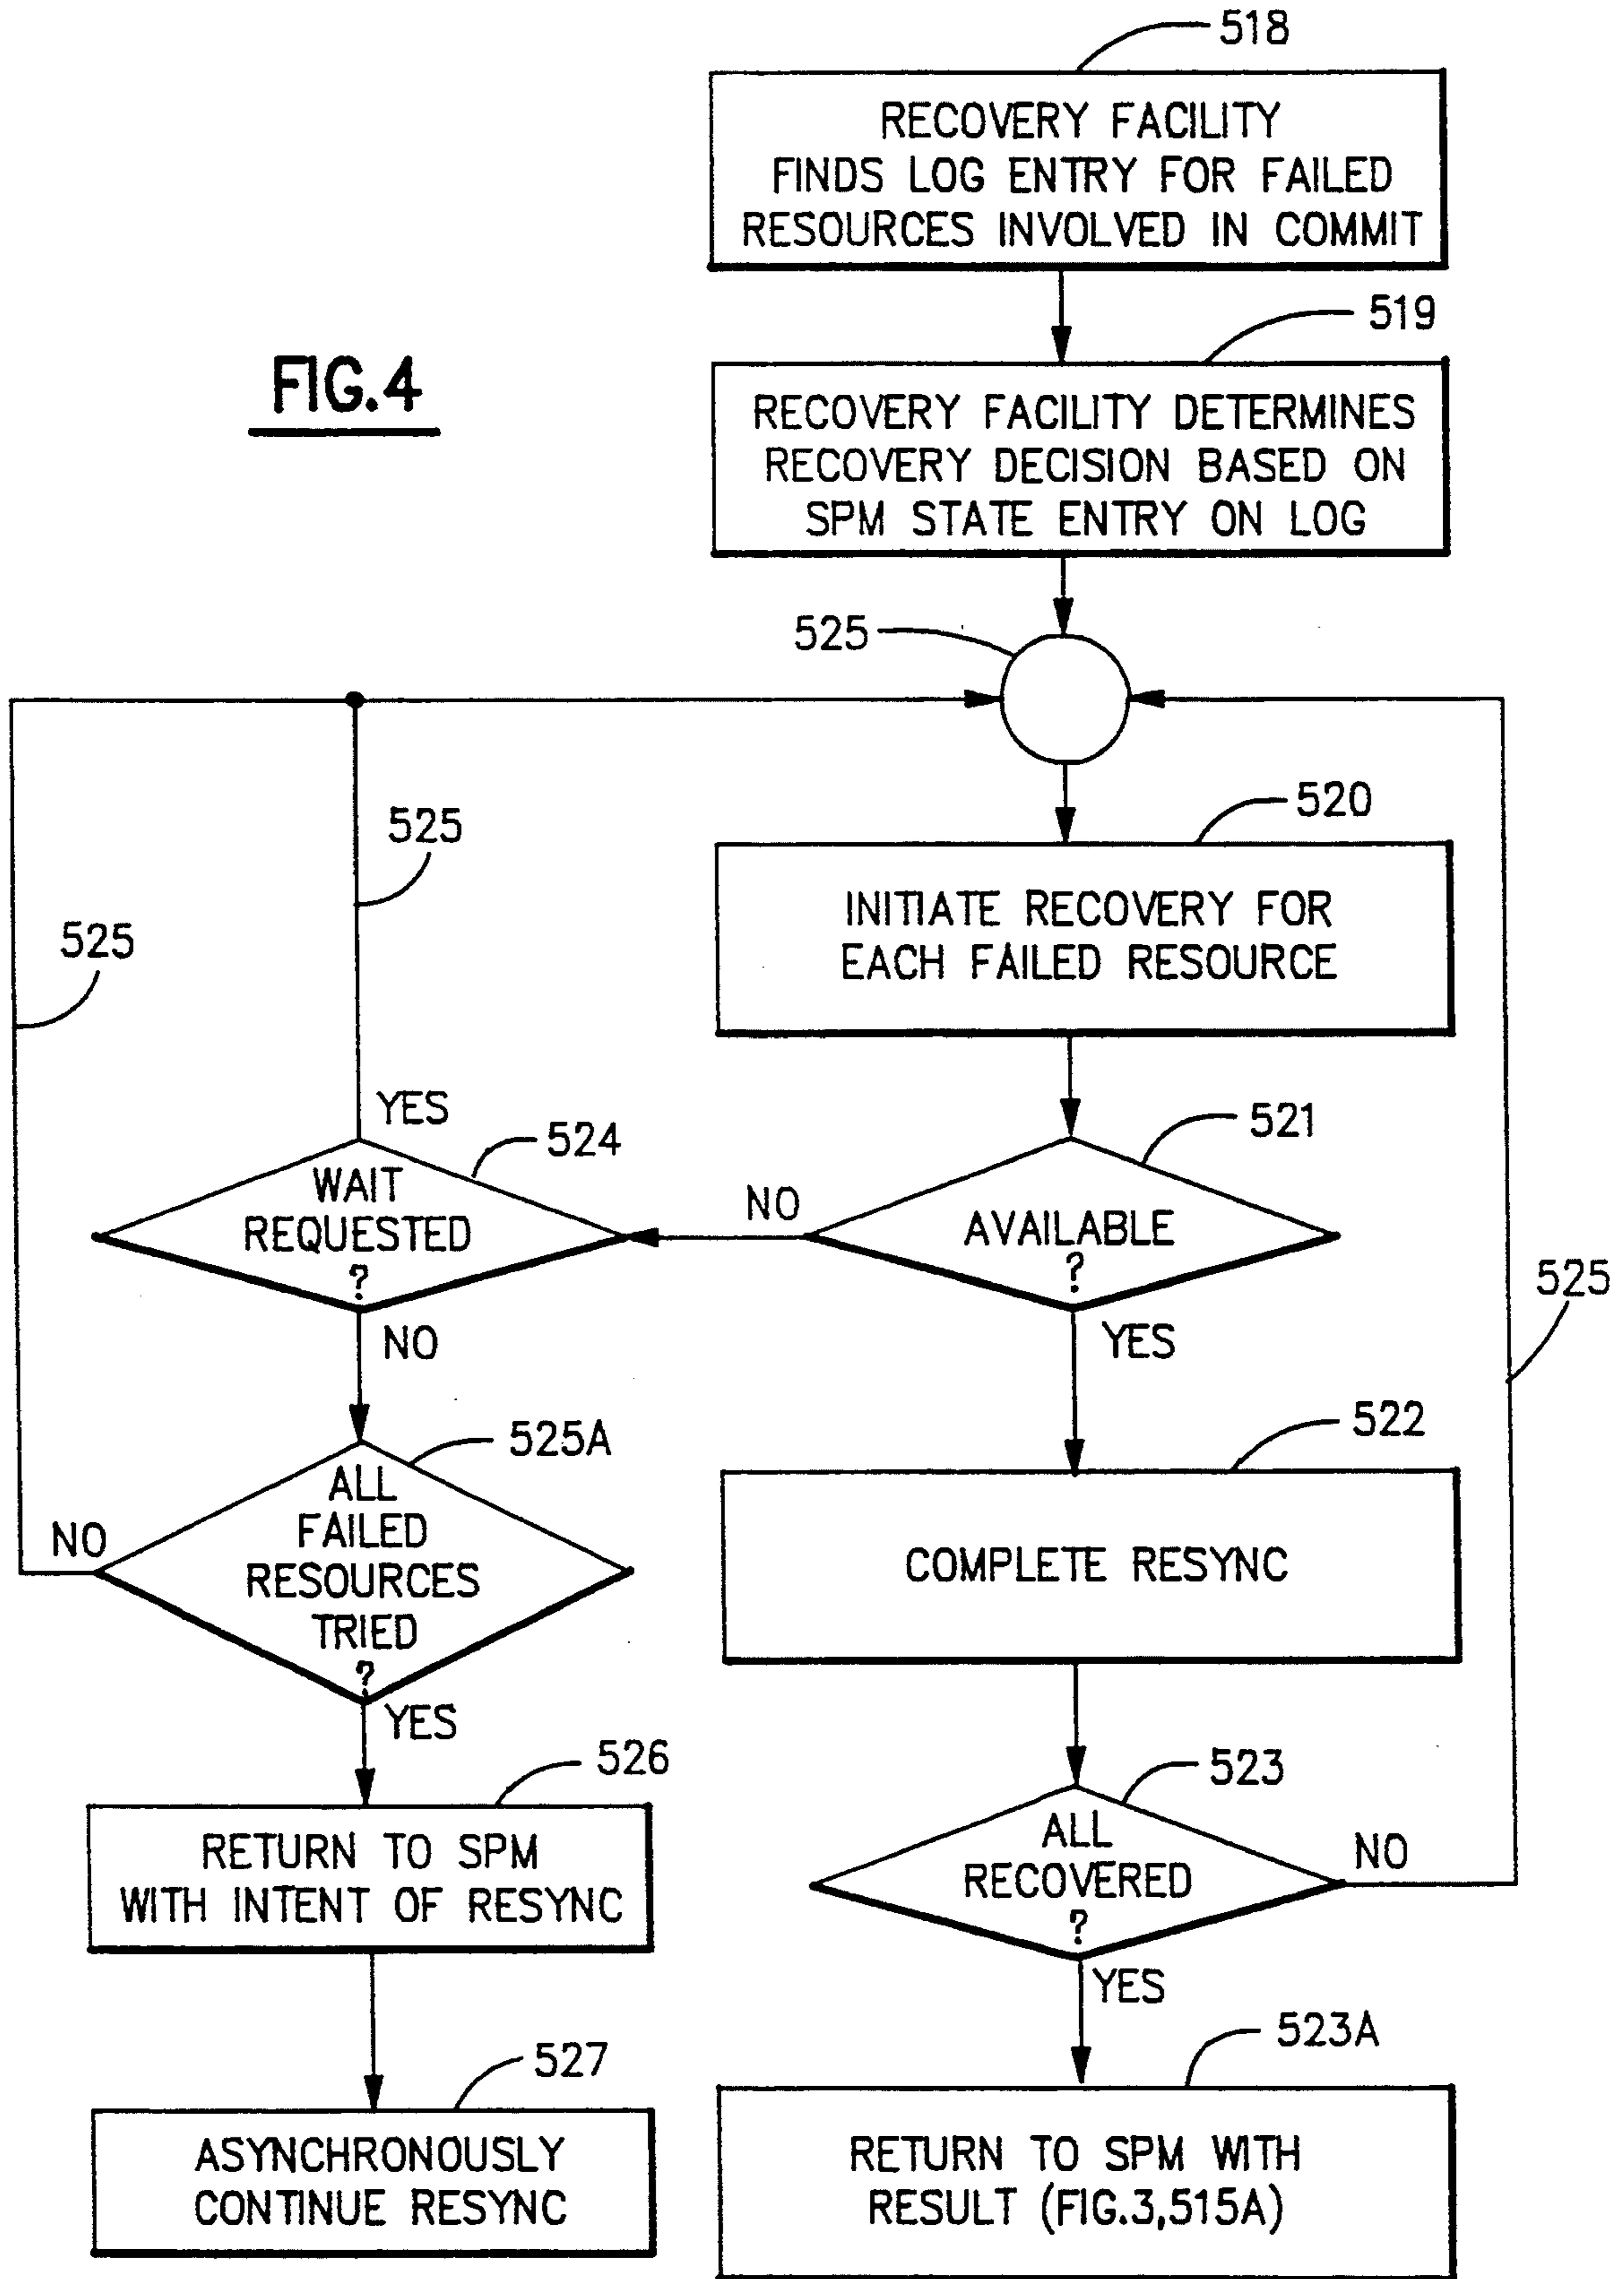 518
RECOVERY FACILITY
FINDS LOG ENTRY FOR FAILED
RESOURCES INVOLVED IN COMMIT
519
FIG.4
RECOVERY FACILITY DETERMINES
RECOVERY DECISION BASED ON
SPM STATE ENTRY ON LOG
525
525
520
INITIATE RECOVERY FOR
EACH FAILED RESOURCE
525
YES
524
WAIT
REQUESTED
?
NO
521
AVAILABLE
?
525
NO
YES
525A
ALL
FAILED
RESOURCES
TRIED
?
NO
YES
522
COMPLETE RESYNC
526
RETURN TO SPM
WITH INTENT OF RESYNC
523
ALL
RECOVERED
?
NO
YES
527
ASYNCHRONOUSLY
CONTINUE RESYNC
523A
RETURN TO SPM WITH
RESULT (FIG.3,515A)